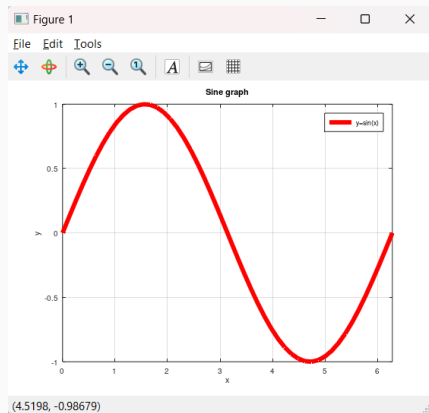 Figure 1
File Edit Tools
1 A
Sine graph
y=sin(x)
1
0.5
0
-0.5
-1
y
0 1 2 3 4 5 6
x
(4.5198, -0.98679)